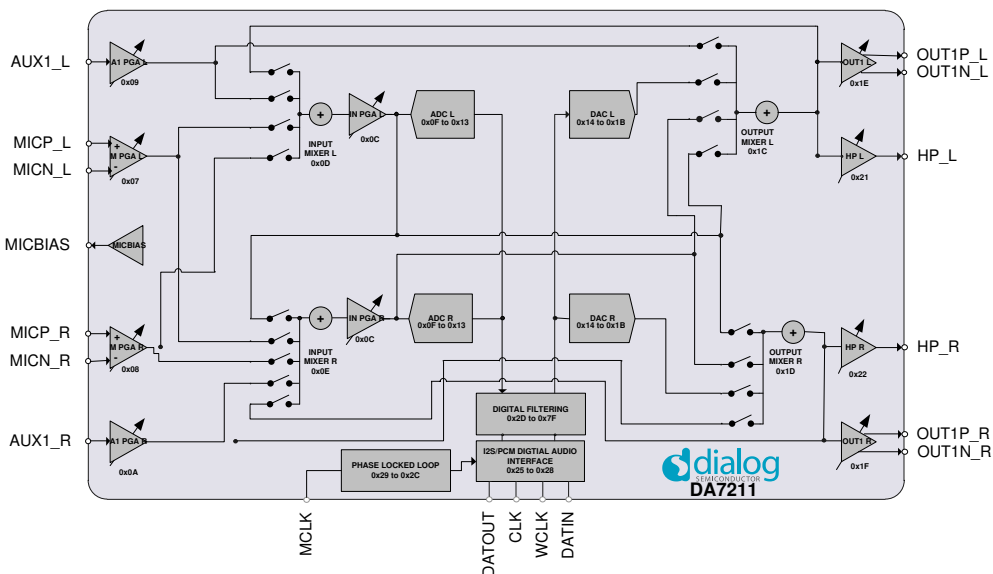 AUX1_L
A1 PGA L
0x09
MICP_L
MICN_L
+
M PGA L
-
0x07
MICBIAS
MICBIAS
MICP_R
MICN_R
+
M PGA R
-
0x08
AUX1_R
A1 PGA R
0x0A
+
INPUT
MIXER L
0x0D
IN PGA L
0x0C
ADC L
0x0F to 0x13
DAC L
14 to 0x1B
+
OUTPUT
MIXER L
0x1C
OUT1 L
0x1E
OUT1P_L
OUT1N_L
HP L
0x21
HP_L
+
INPUT
MIXER R
0x0E
IN PGA R
0x0C
ADC R
0x0F to 0x13
DAC R
0x14 to 0x1B
+
OUTPUT
MIXER R
0x1D
HP R
0x22
HP_R
OUT1 R
0x1F
OUT1P_R
OUT1N_R
DIGITAL FILTERING
0x2D to 0x7F
I2S/PCM DIGTIAL AUDIO
INTERFACE
0x25 to 0x28
PHASE LOCKED LOOP
0x29 to 0x2C
dialog
SEMICONDUCTOR
DA7211
MCLK
DATOUT
CLK
WCLK
DATIN